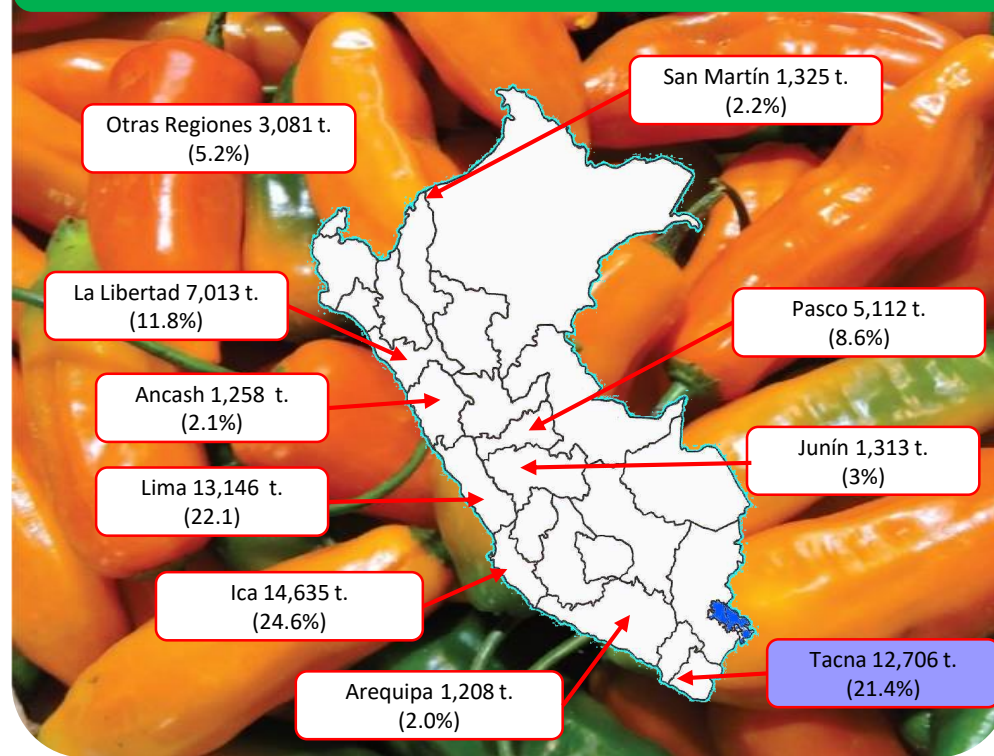 San Martín 1,325 t.
(2.2%)
Otras Regiones 3,081 t.
(5.2%)
La Libertad 7,013 t.
(11.8%)
Pasco 5,112 t.
(8.6%)
Ancash 1,258 t.
(2.1%)
Junín 1,313 t.
(3%)
Lima 13,146 t.
(22.1)
Ica 14,635 t.
(24.6%)
Tacna 12,706 t.
(21.4%)
Arequipa 1,208 t.
(2.0%)